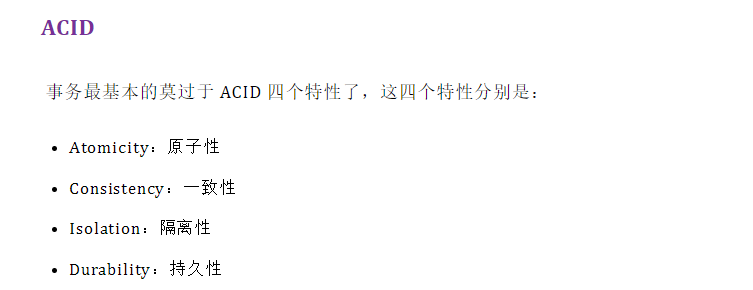 ACID
事务最基本的莫过于 ACID 四个特性了，这四个特性分别是：
• Atomicity：原子性
• Consistency：一致性
• Isolation：隔离性
• Durability：持久性